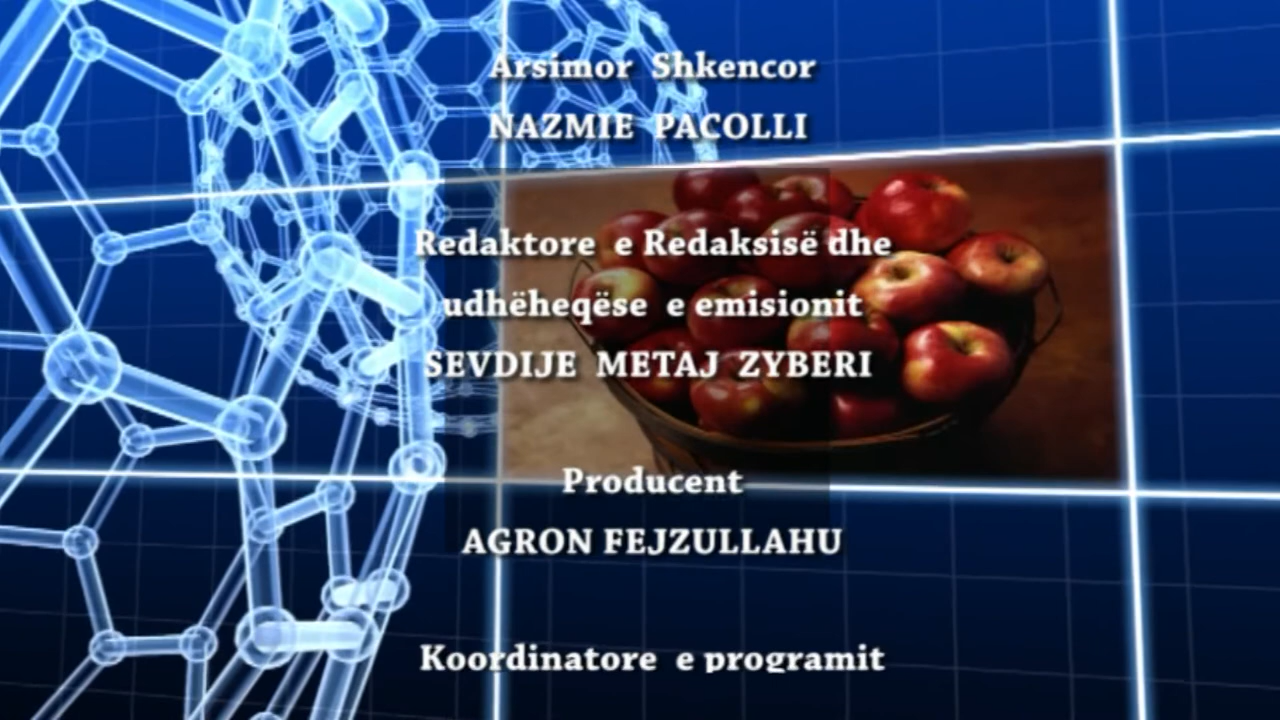 Arsimor Shkencor
NAZMIE PACOLLI
Redaktore e Redaksisë dhe
udhëheqëse e emisionit
SEVDIJE METAJ ZYBERI
Producent
AGRON FEJZULLAHU
Koordinatore e programit